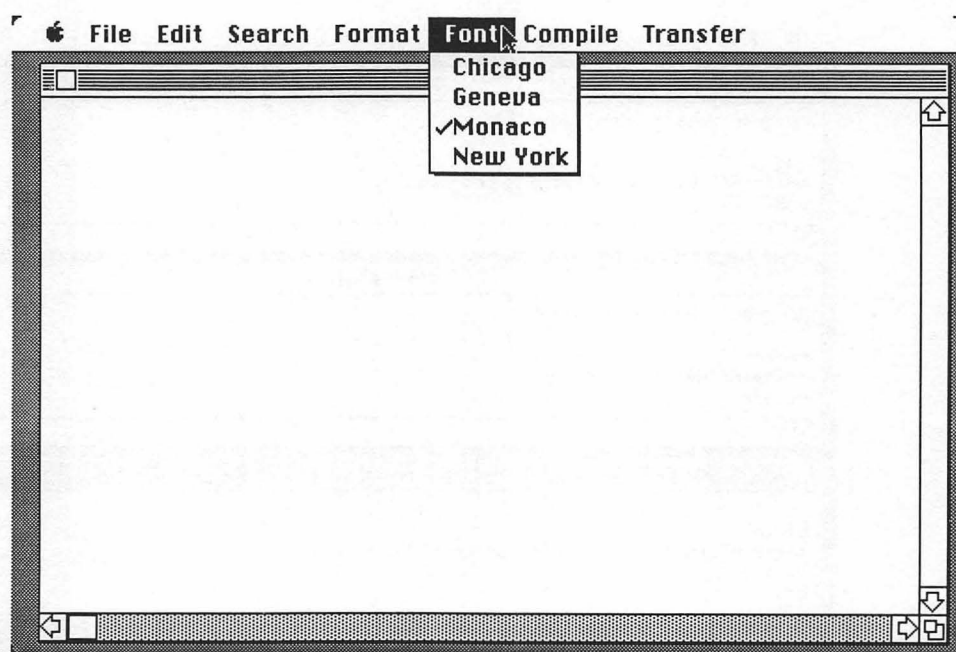 File Edit Search Format Font Compile Transfer
Chicago
Geneva
✓Monaco
New York